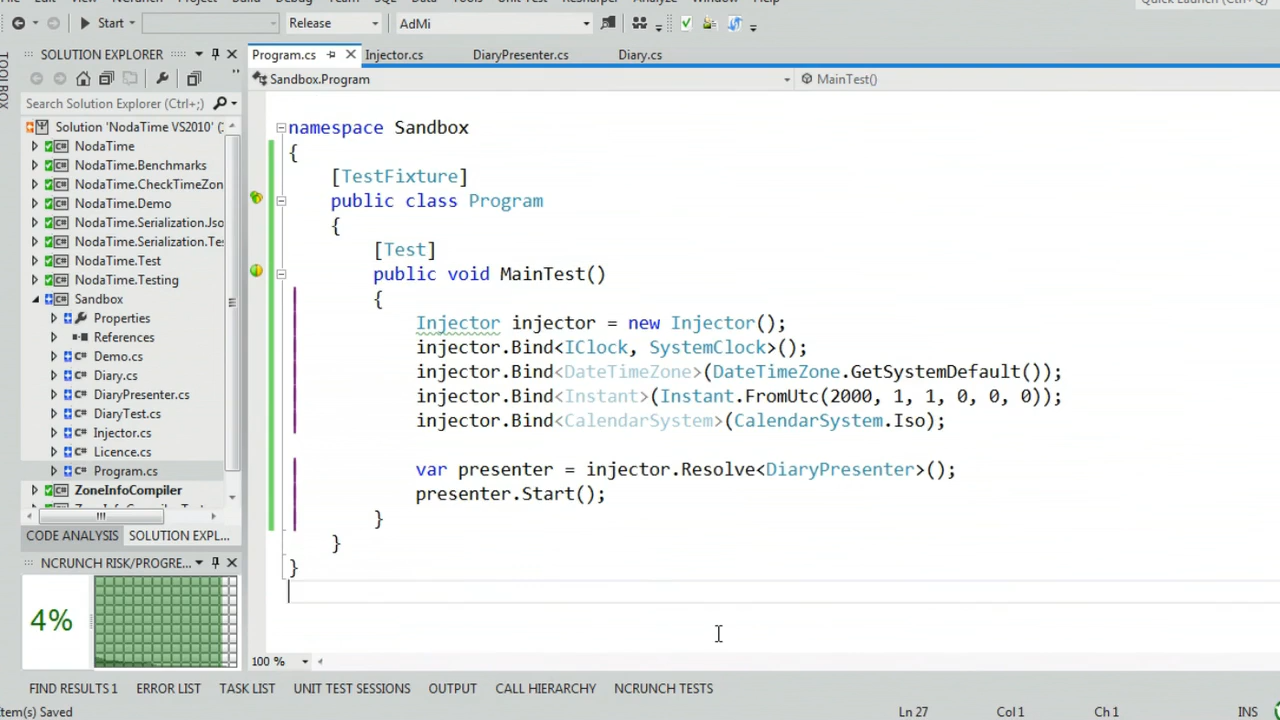 Start
Release
AdMi
TOOLBOX
SOLUTION EXPLORER
Search Solution Explorer (Ctrl+;)
Solution 'NodaTime VS2010' (
NodaTime
NodaTime.Benchmarks
NodaTime.CheckTimeZon
NodaTime.Demo
NodaTime.Serialization.Jso
NodaTime.Serialization.Te
NodaTime.Test
NodaTime.Testing
Sandbox
Properties
References
Demo.cs
Diary.cs
DiaryPresenter.cs
DiaryTest.cs
Injector.cs
Licence.cs
Program.cs
ZoneInfoCompiler
CODE ANALYSIS SOLUTION EXPL...
NCRUNCH RISK/PROGRE...
4%
Program.cs Injector.cs DiaryPresenter.cs Diary.cs
Sandbox.Program MainTest()
namespace Sandbox
{
[TestFixture]
public class Program
{
[Test]
public void MainTest()
{
Injector injector = new Injector();
injector.Bind<IClock, SystemClock>();
injector.Bind<DateTimeZone>(DateTimeZone.GetSystemDefault());
injector.Bind<Instant>(Instant.FromUtc(2000, 1, 1, 0, 0, 0));
injector.Bind<CalendarSystem>(CalendarSystem.Iso);
var presenter = injector.Resolve<DiaryPresenter>();
presenter.Start();
}
}
}
100 %
FIND RESULTS 1 ERROR LIST TASK LIST UNIT TEST SESSIONS OUTPUT CALL HIERARCHY NCRUNCH TESTS
tem(s) Saved Ln 27 Col 1 Ch 1 INS